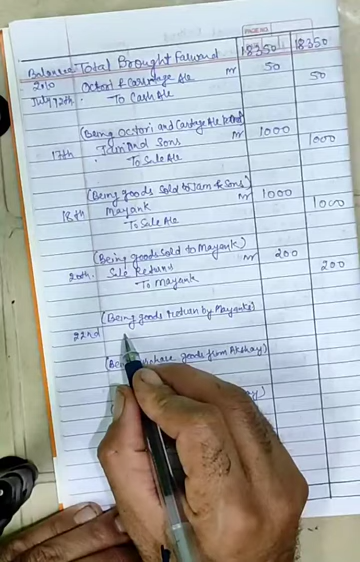 PAGE NO.
Balance Total Brought Forward 18350 18350
2010
July 12th Octori & Carriage A/c Dr 50
To Cash A/c 50
(Being Octori and Cartage A/c
17th Jam and Sons Dr 1000
To Sale A/c 1000
(Being goods Sold to Jam & Sons)
18th Mayank Dr 1000
To Sale A/c 1000
(Being goods Sold to Mayank)
20th. Sale Return Dr 200
To Mayank 200
(Being goods return by Mayank)
22nd
goods from Akshay)